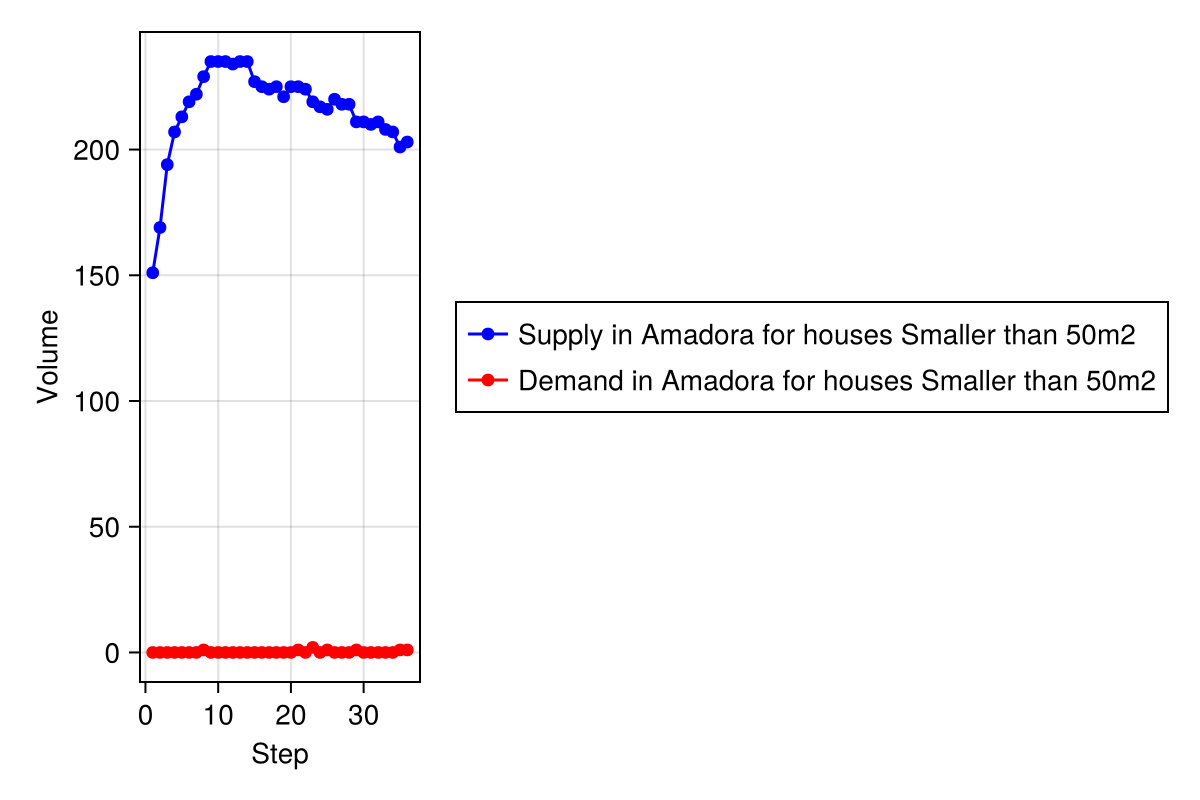 Volume
200
150
100
50
0
0 10 20 30
Step
Supply in Amadora for houses Smaller than 50m2
Demand in Amadora for houses Smaller than 50m2